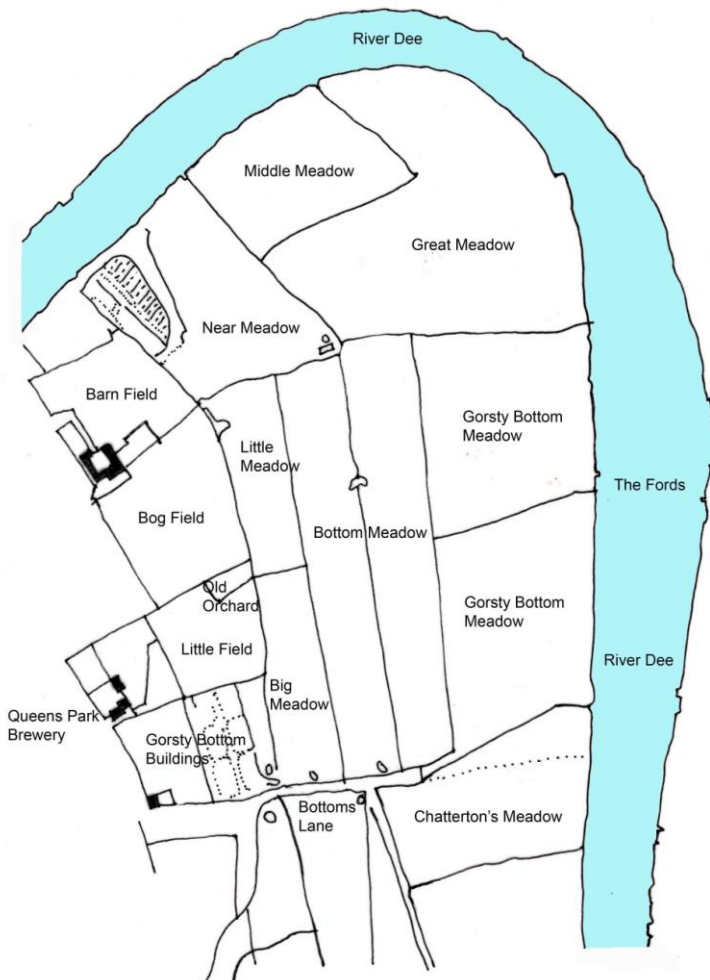 River Dee
Middle Meadow
Great Meadow
Near Meadow
Barn Field
Gorsty Bottom
Meadow
Little
Meadow
The Fords
Bog Field
Bottom Meadow
Old
Orchard
Gorsty Bottom
Meadow
Little Field
River Dee
Big
Meadow
Queens Park
Brewery
Gorsty Bottom
Buildings
Bottoms
Lane
Chatterton's Meadow